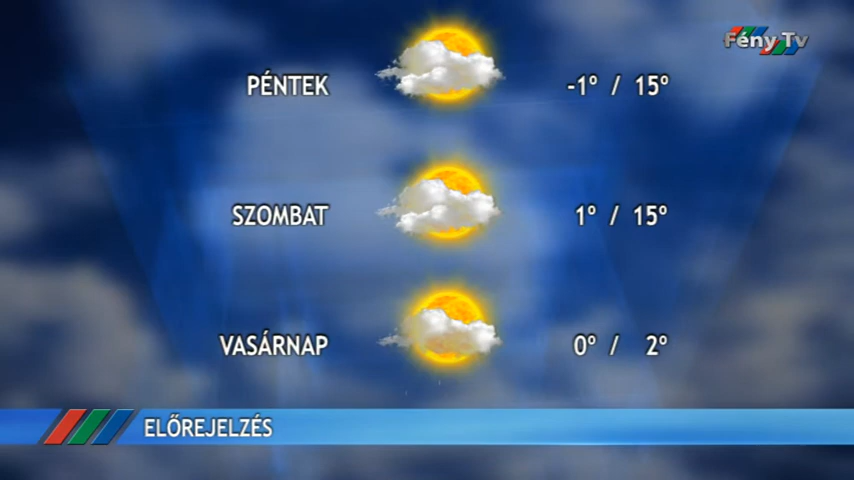 Fény Tv
PÉNTEK -1° / 15°
SZOMBAT 1° / 15°
VASÁRNAP 0° / 2°
ELŐREJELZÉS